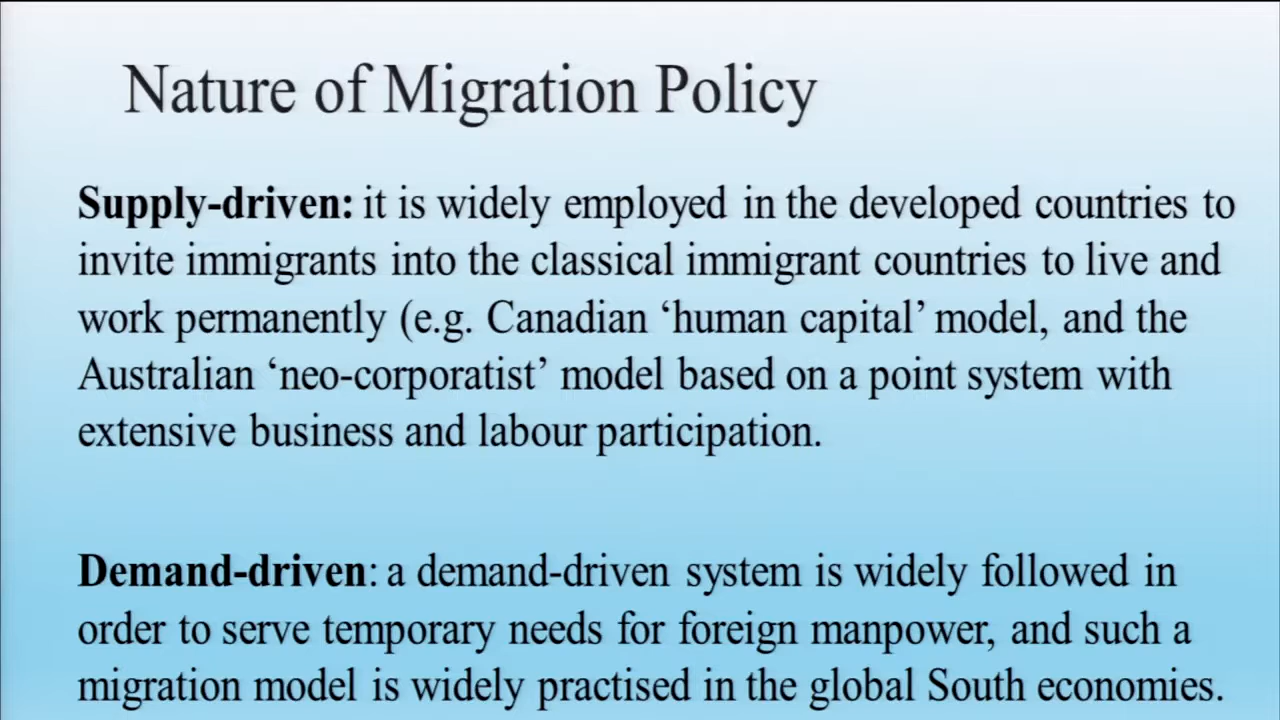 Nature of Migration Policy
Supply-driven: it is widely employed in the developed countries to
invite immigrants into the classical immigrant countries to live and
work permanently (e.g. Canadian ‘human capital’ model, and the
Australian ‘neo-corporatist’ model based on a point system with
extensive business and labour participation.
Demand-driven: a demand-driven system is widely followed in
order to serve temporary needs for foreign manpower, and such a
migration model is widely practised in the global South economies.